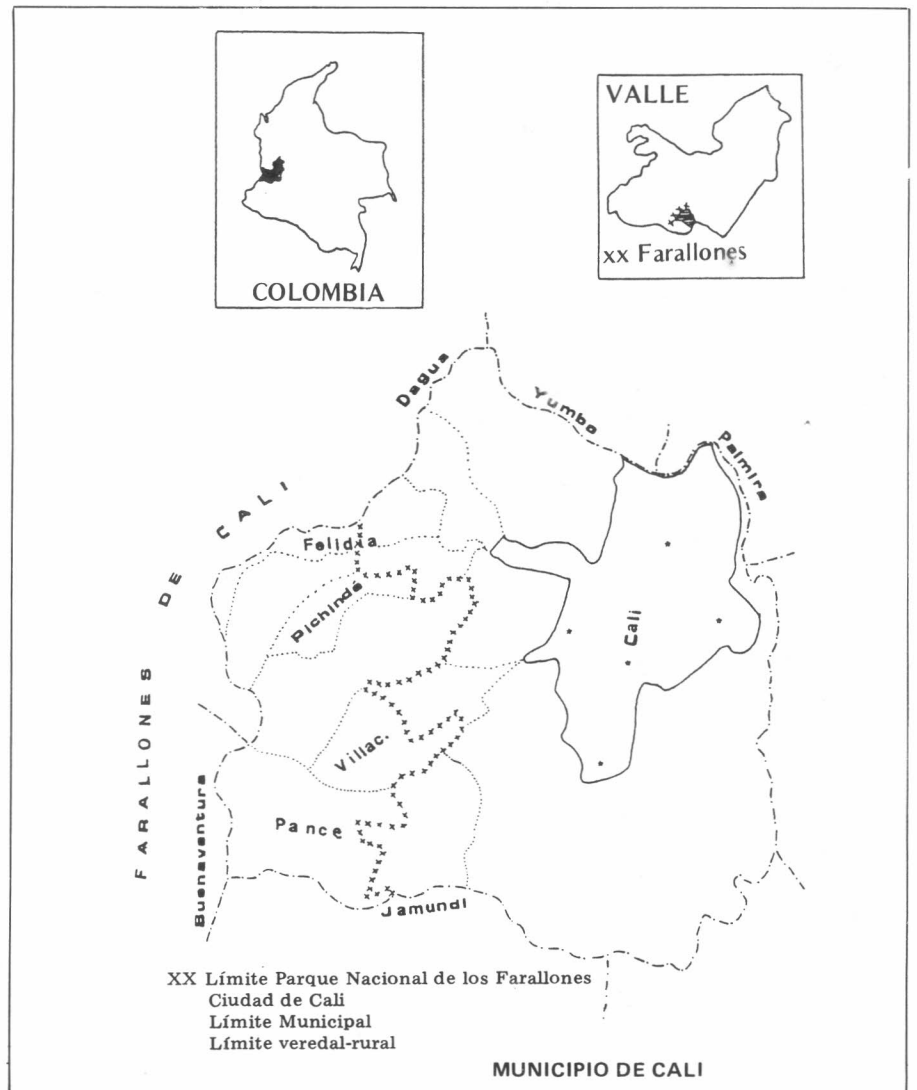 COLOMBIA
VALLE
xx Farallones
Dagua
Yumbo
Palmira
FARALLONES DE CALI
Felidia
Pichindé
Cali
Villac.
Pance
Buenaventura
Jamundi
XX Límite Parque Nacional de los Farallones
Ciudad de Cali
Límite Municipal
Límite veredal-rural
MUNICIPIO DE CALI